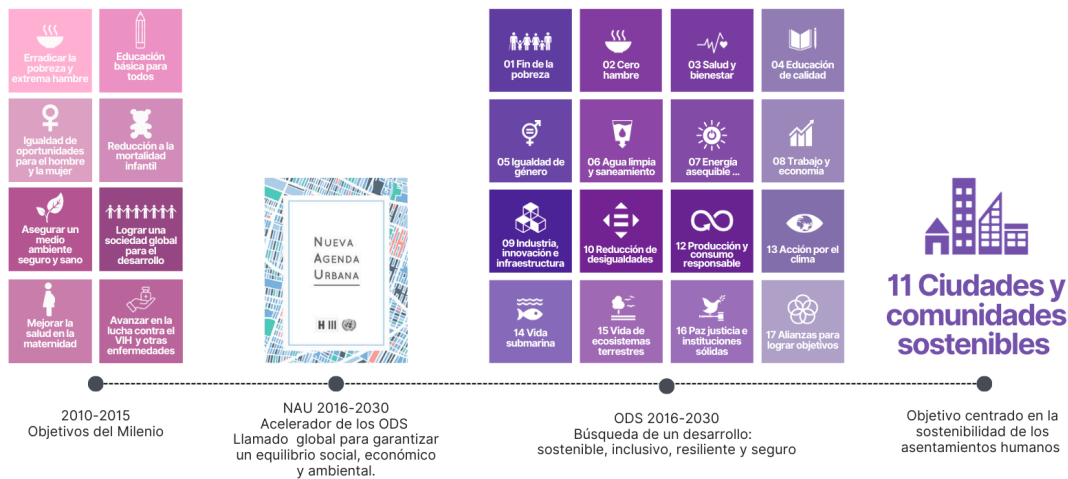 Erradicar la
pobreza y
extrema hambre
Educación
básica para
todos
Igualdad de
oportunidades
para el hombre
y la mujer
Reducción a la
mortalidad
infantil
Asegurar un
medio
ambiente
seguro y sano
Lograr una
sociedad global
para el
desarrollo
Mejorar la
salud en la
maternidad
Avanzar en la
lucha contra el
VIH y otras
enfermedades
NUEVA
AGENDA
URBANA
H III
01 Fin de la
pobreza
02 Cero
hambre
03 Salud y
bienestar
04 Educación
de calidad
05 Igualdad de
género
06 Agua limpia
y saneamiento
07 Energía
asequible ...
08 Trabajo y
economía
09 Industria,
innovación e
infraestructura
10 Reducción de
desigualdades
12 Producción y
consumo
responsable
13 Acción por el
clima
14 Vida
submarina
15 Vida de
ecosistemas
terrestres
16 Paz justicia e
instituciones
sólidas
17 Alianzas para
lograr objetivos
11 Ciudades y
comunidades
sostenibles
2010-2015
Objetivos del Milenio
NAU 2016-2030
Acelerador de los ODS
Llamado global para garantizar
un equilibrio social, económico
y ambiental.
ODS 2016-2030
Búsqueda de un desarrollo:
sostenible, inclusivo, resiliente y seguro
Objetivo centrado en la
sostenibilidad de los
asentamientos humanos